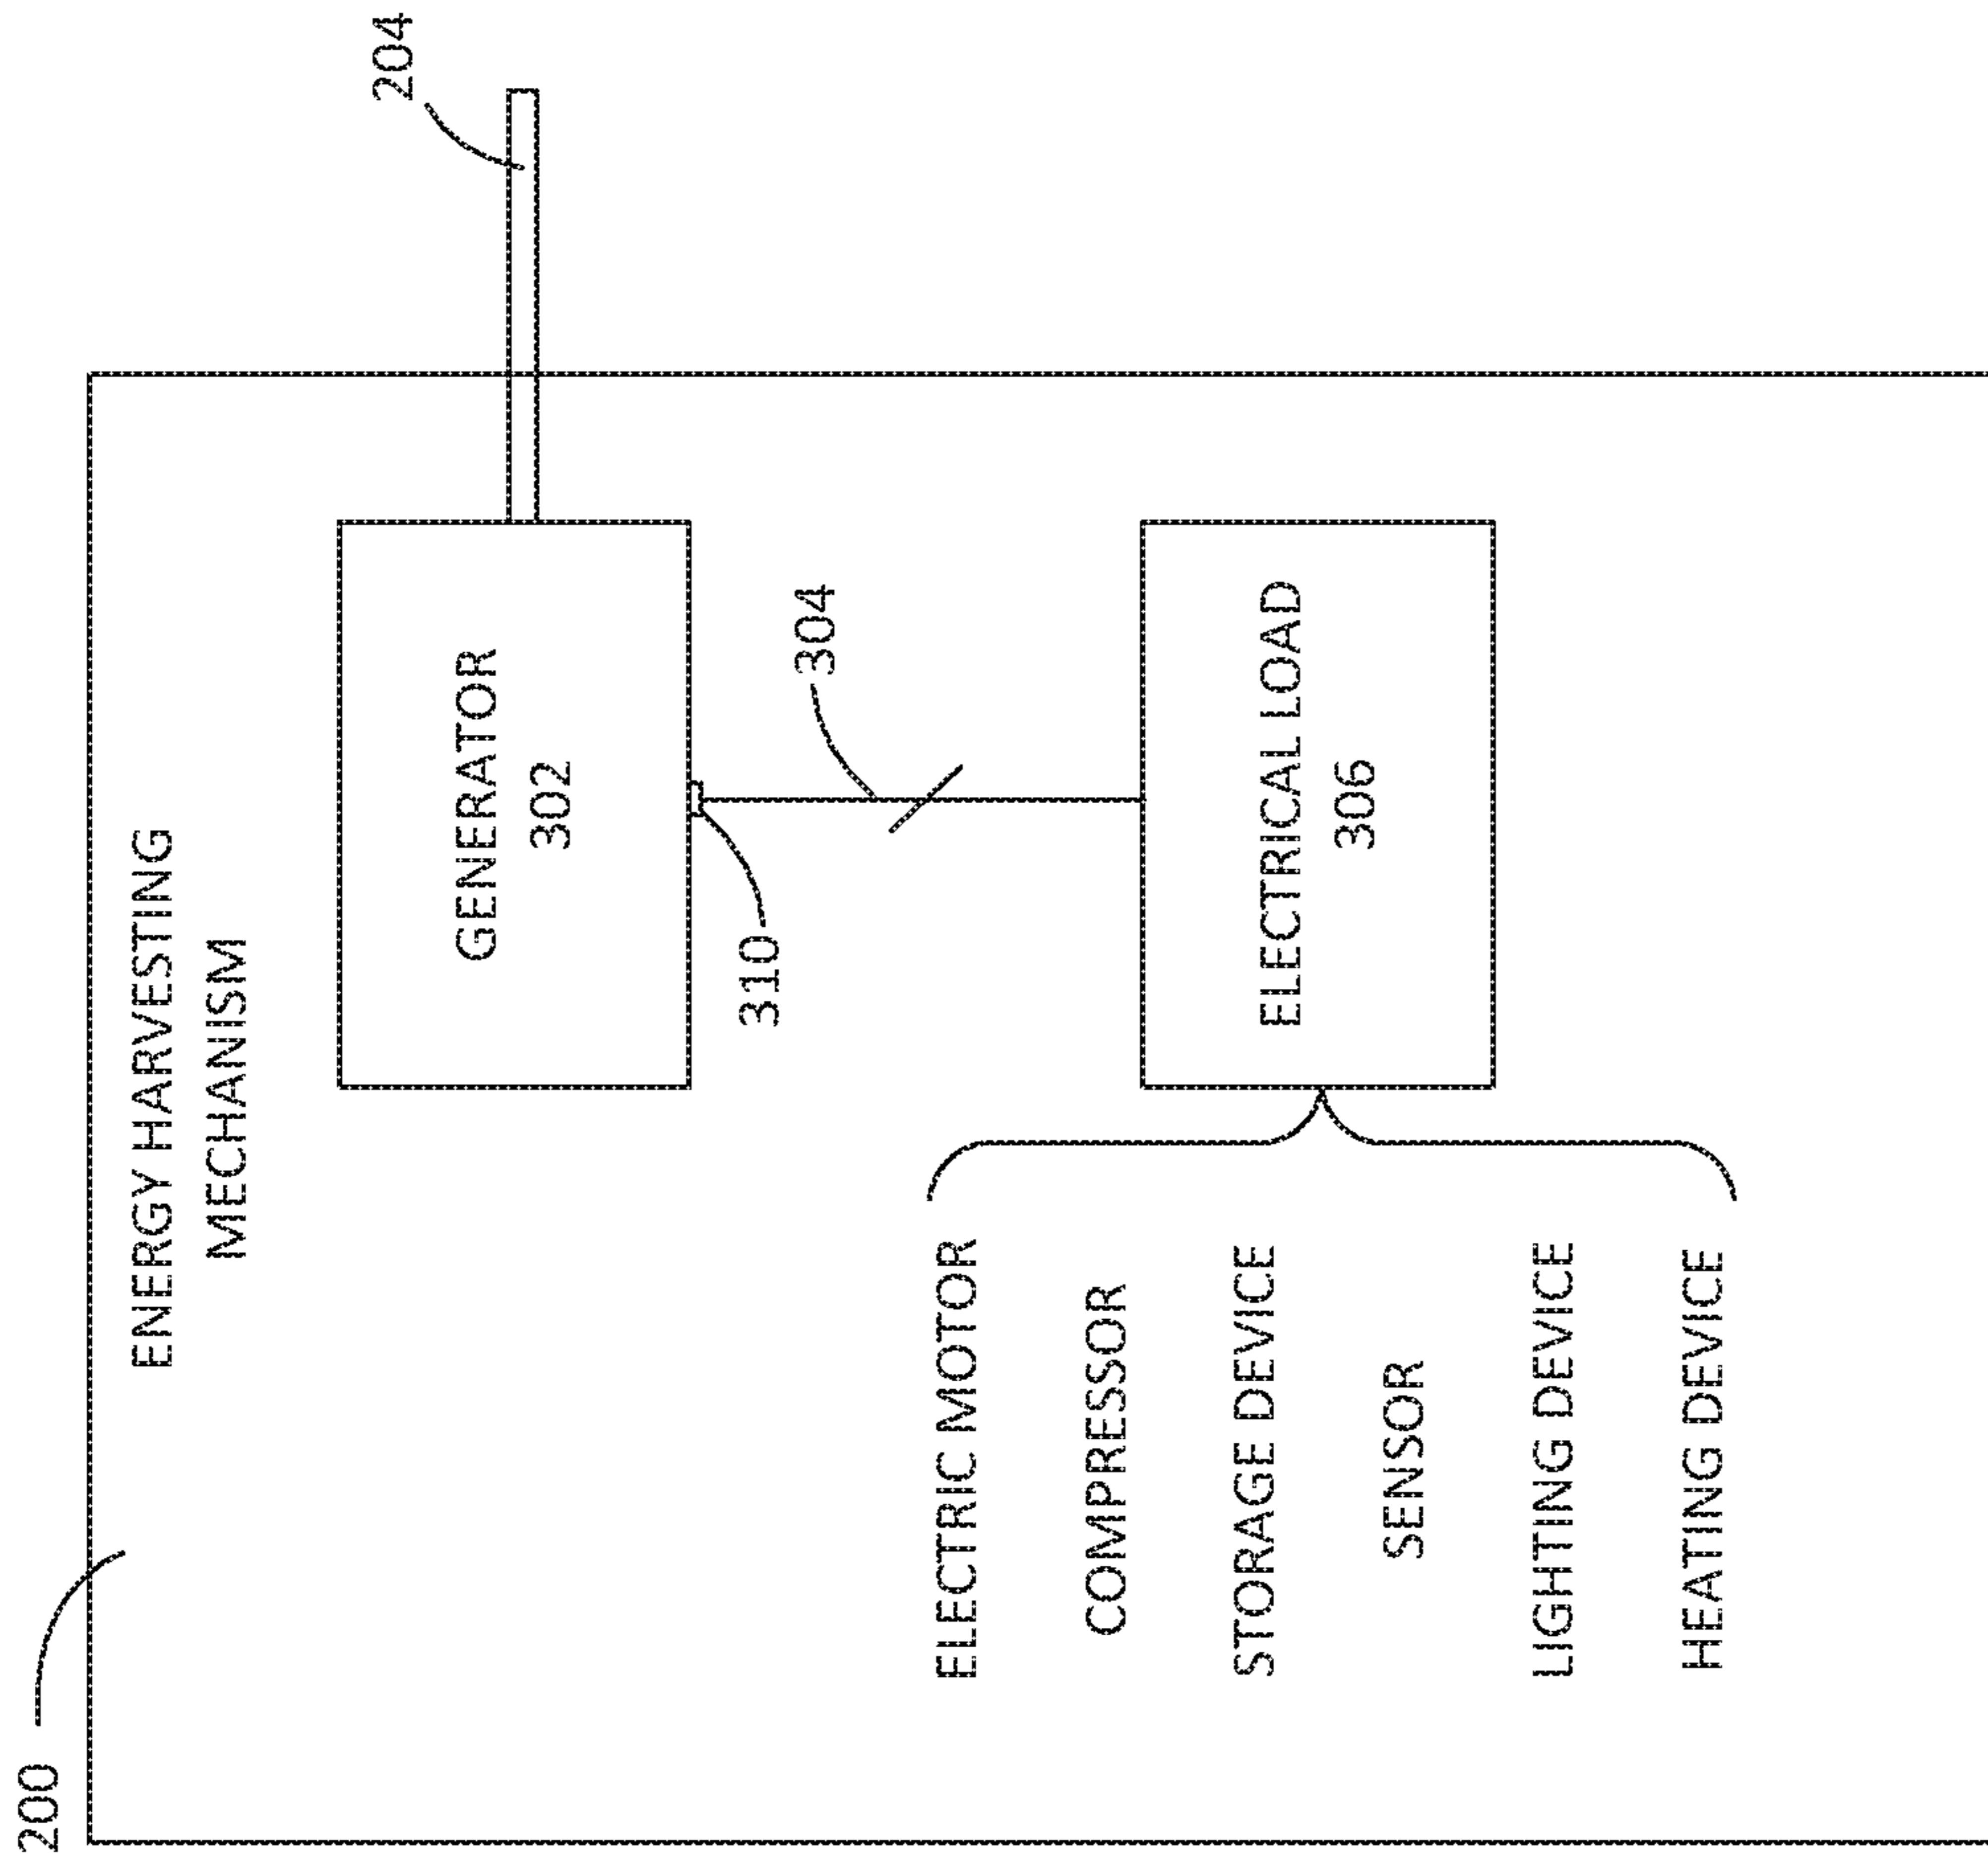 200
ENERGY HARVESTING
MECHANISM
204
GENERATOR
302
310
304
ELECTRICAL LOAD
306
ELECTRIC MOTOR
COMPRESSOR
STORAGE DEVICE
SENSOR
LIGHTING DEVICE
HEATING DEVICE